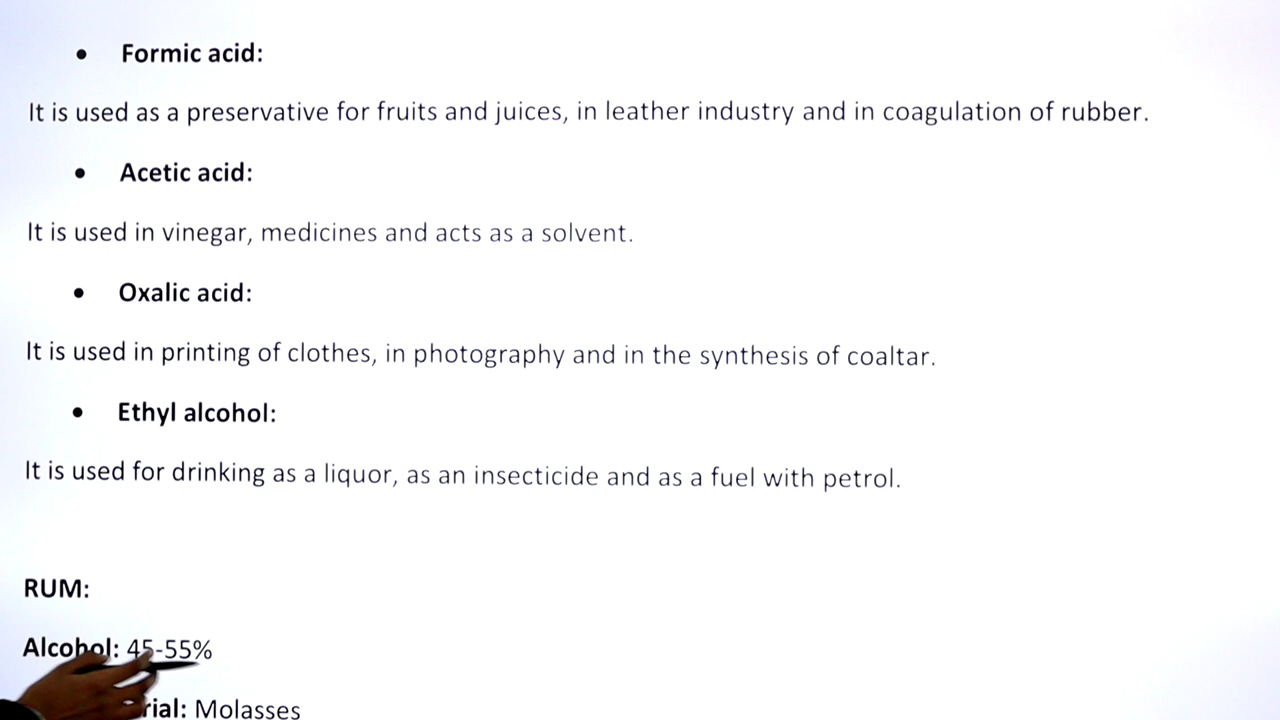 • Formic acid:
It is used as a preservative for fruits and juices, in leather industry and in coagulation of rubber.
• Acetic acid:
It is used in vinegar, medicines and acts as a solvent.
• Oxalic acid:
It is used in printing of clothes, in photography and in the synthesis of coaltar.
• Ethyl alcohol:
It is used for drinking as a liquor, as an insecticide and as a fuel with petrol.
RUM:
Alcohol: 45-55%
Molasses